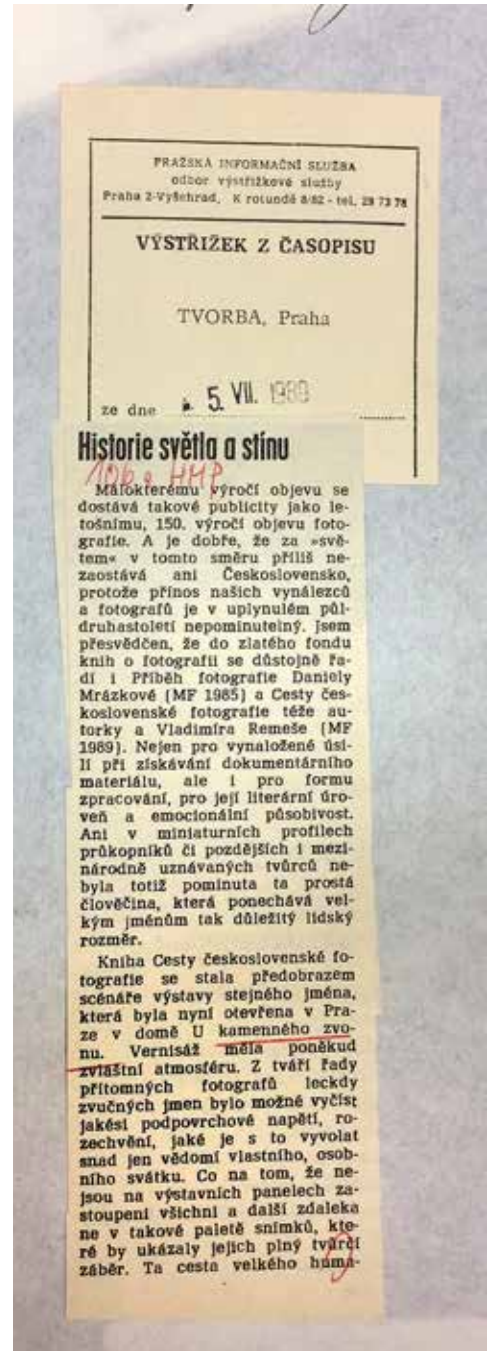 PRAŽSKÁ INFORMAČNÍ SLUŽBA
odbor výstřižkové služby
Praha 2-Vyšehrad, K rotundě 8/82 - tel. 29 73 78
VÝSTŘIŽEK Z ČASOPISU
TVORBA, Praha
ze dne 5. VII. 1989
Historie světla a stínu
HMP
Málokterému výročí objevu se
dostává takové publicity jako le-
tošnímu, 150. výročí objevu foto-
grafie. A je dobře, že za »svě-
tem« v tomto směru příliš ne-
zaostává ani Československo,
protože přínos našich vynálezců
a fotografů je v uplynulém půl-
druhastoletí nepominutelný. Jsem
přesvědčen, že do zlatého fondu
knih o fotografii se důstojně řa-
dí i Příběh fotografie Daniely
Mrázkové (MF 1985) a Cesty čes-
koslovenské fotografie téže au-
torky a Vladimíra Remeše (MF
1989). Nejen pro vynaložené úsi-
lí při získávání dokumentárního
materiálu, ale i pro formu
zpracování, pro její literární úro-
veň a emocionální působivost.
Ani v miniaturních profilech
průkopníků či pozdějších i mezi-
národně uznávaných tvůrců ne-
byla totiž pominuta ta prostá
člověčina, která ponechává vel-
kým jménům tak důležitý lidský
rozměr.
Kniha Cesty československé fo-
tografie se stala předobrazem
scénáře výstavy stejného jména,
která byla nyní otevřena v Pra-
ze v domě U kamenného zvo-
nu. Vernisáž měla poněkud
zvláštní atmosféru. Z tváří řady
přítomných fotografů leckdy
zvučných jmen bylo možné vyčíst
jakési podpovrchové napětí, ro-
zechvění, jaké je s to vyvolat
snad jen vědomí vlastního, osob-
ního svátku. Co na tom, že ne-
jsou na výstavních panelech za-
stoupeni všichni a další zdaleka
ne v takové paletě snímků, kte-
ré by ukázaly jejich plný tvůrčí
záběr. Ta cesta velkého humá-